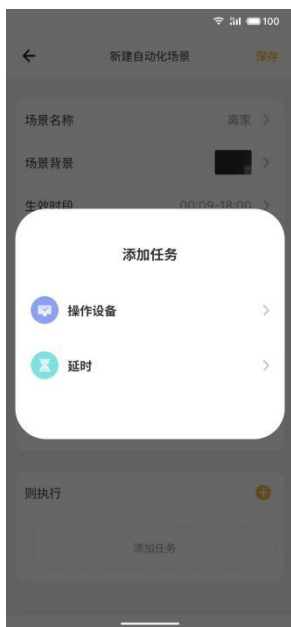 100
新建自动化场景
保存
场景名称
离家
场景背景
生效时段
00:09-18:00
添加任务
操作设备
延时
则执行
添加任务